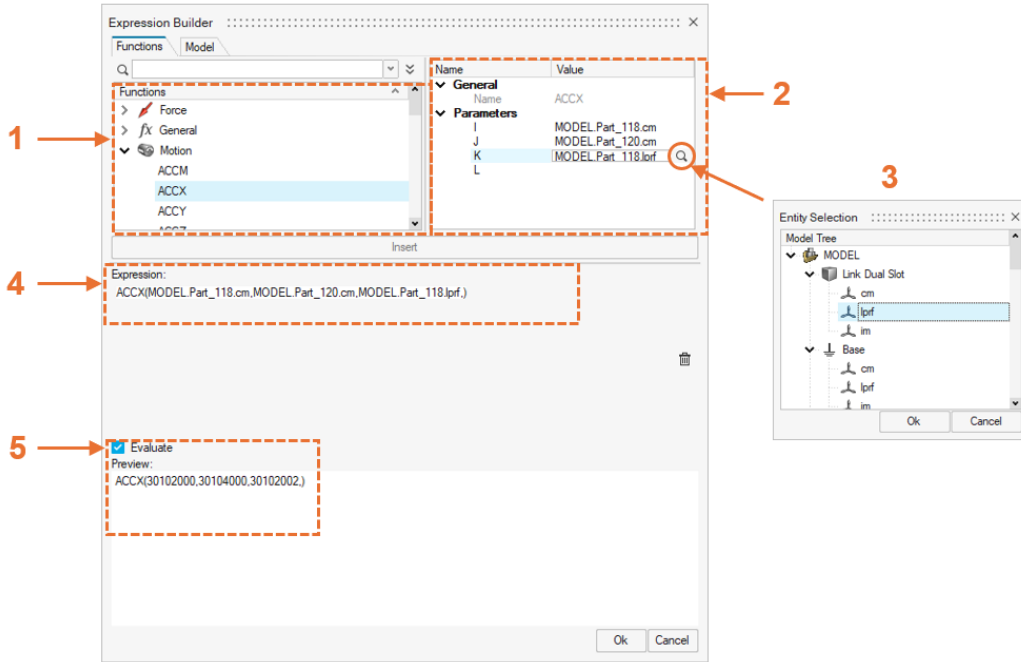 Expression Builder
Functions
Model
Functions
Force
fx General
Motion
ACCM
ACCX
ACCY
ACCZ
1
Name Value
General
Name ACCX
Parameters
I MODEL.Part_118.cm
J MODEL.Part_120.cm
K MODEL.Part_118.lprf
L
2
3
Insert
Entity Selection
Model Tree
MODEL
Link Dual Slot
cm
lprf
im
Base
cm
lprf
im
Ok Cancel
4
Expression:
ACCX(MODEL.Part_118.cm,MODEL.Part_120.cm,MODEL.Part_118.lprf,)
5
Evaluate
Preview:
ACCX(30102000,30104000,30102002,)
Ok Cancel